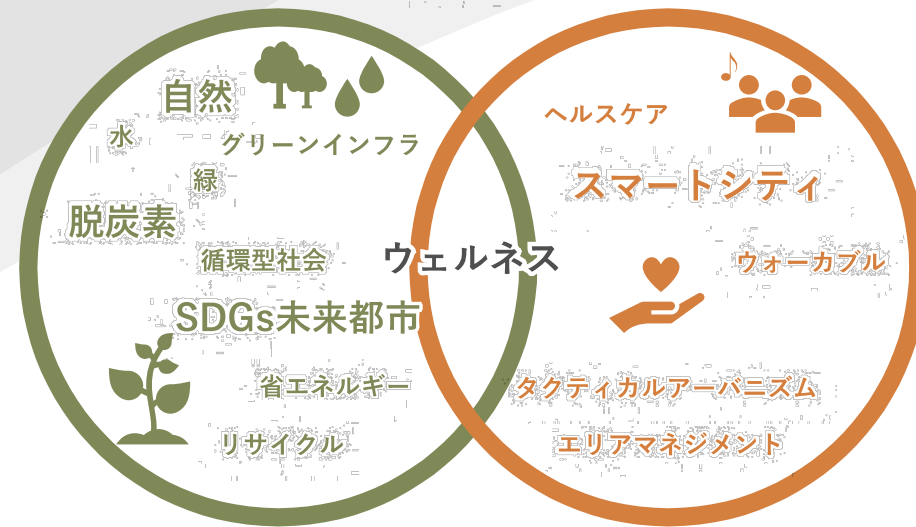 自然
水
グリーンインフラ
緑
脱炭素
循環型社会
SDGs未来都市
省エネルギー
リサイクル
ウェルネス
ヘルスケア
スマートシティ
ウォーカブル
タクティカルアーバニズム
エリアマネジメント